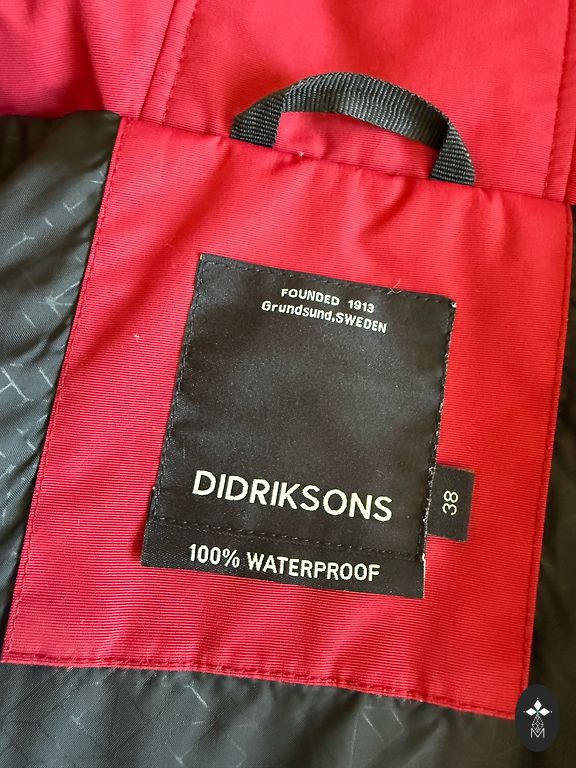 FOUNDED 1913
Grundsund,SWEDEN
DIDRIKSONS
38
100% WATERPROOF